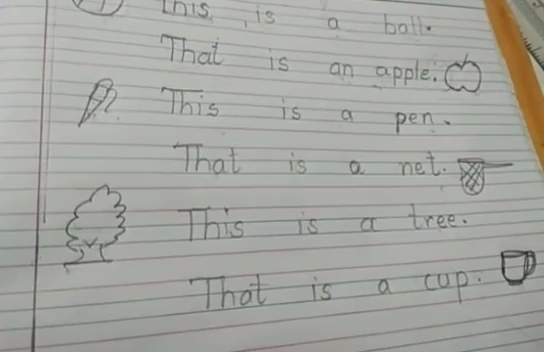 This is a ball.
That is an apple.
This is a pen.
That is a net.
This is a tree.
That is a cup.